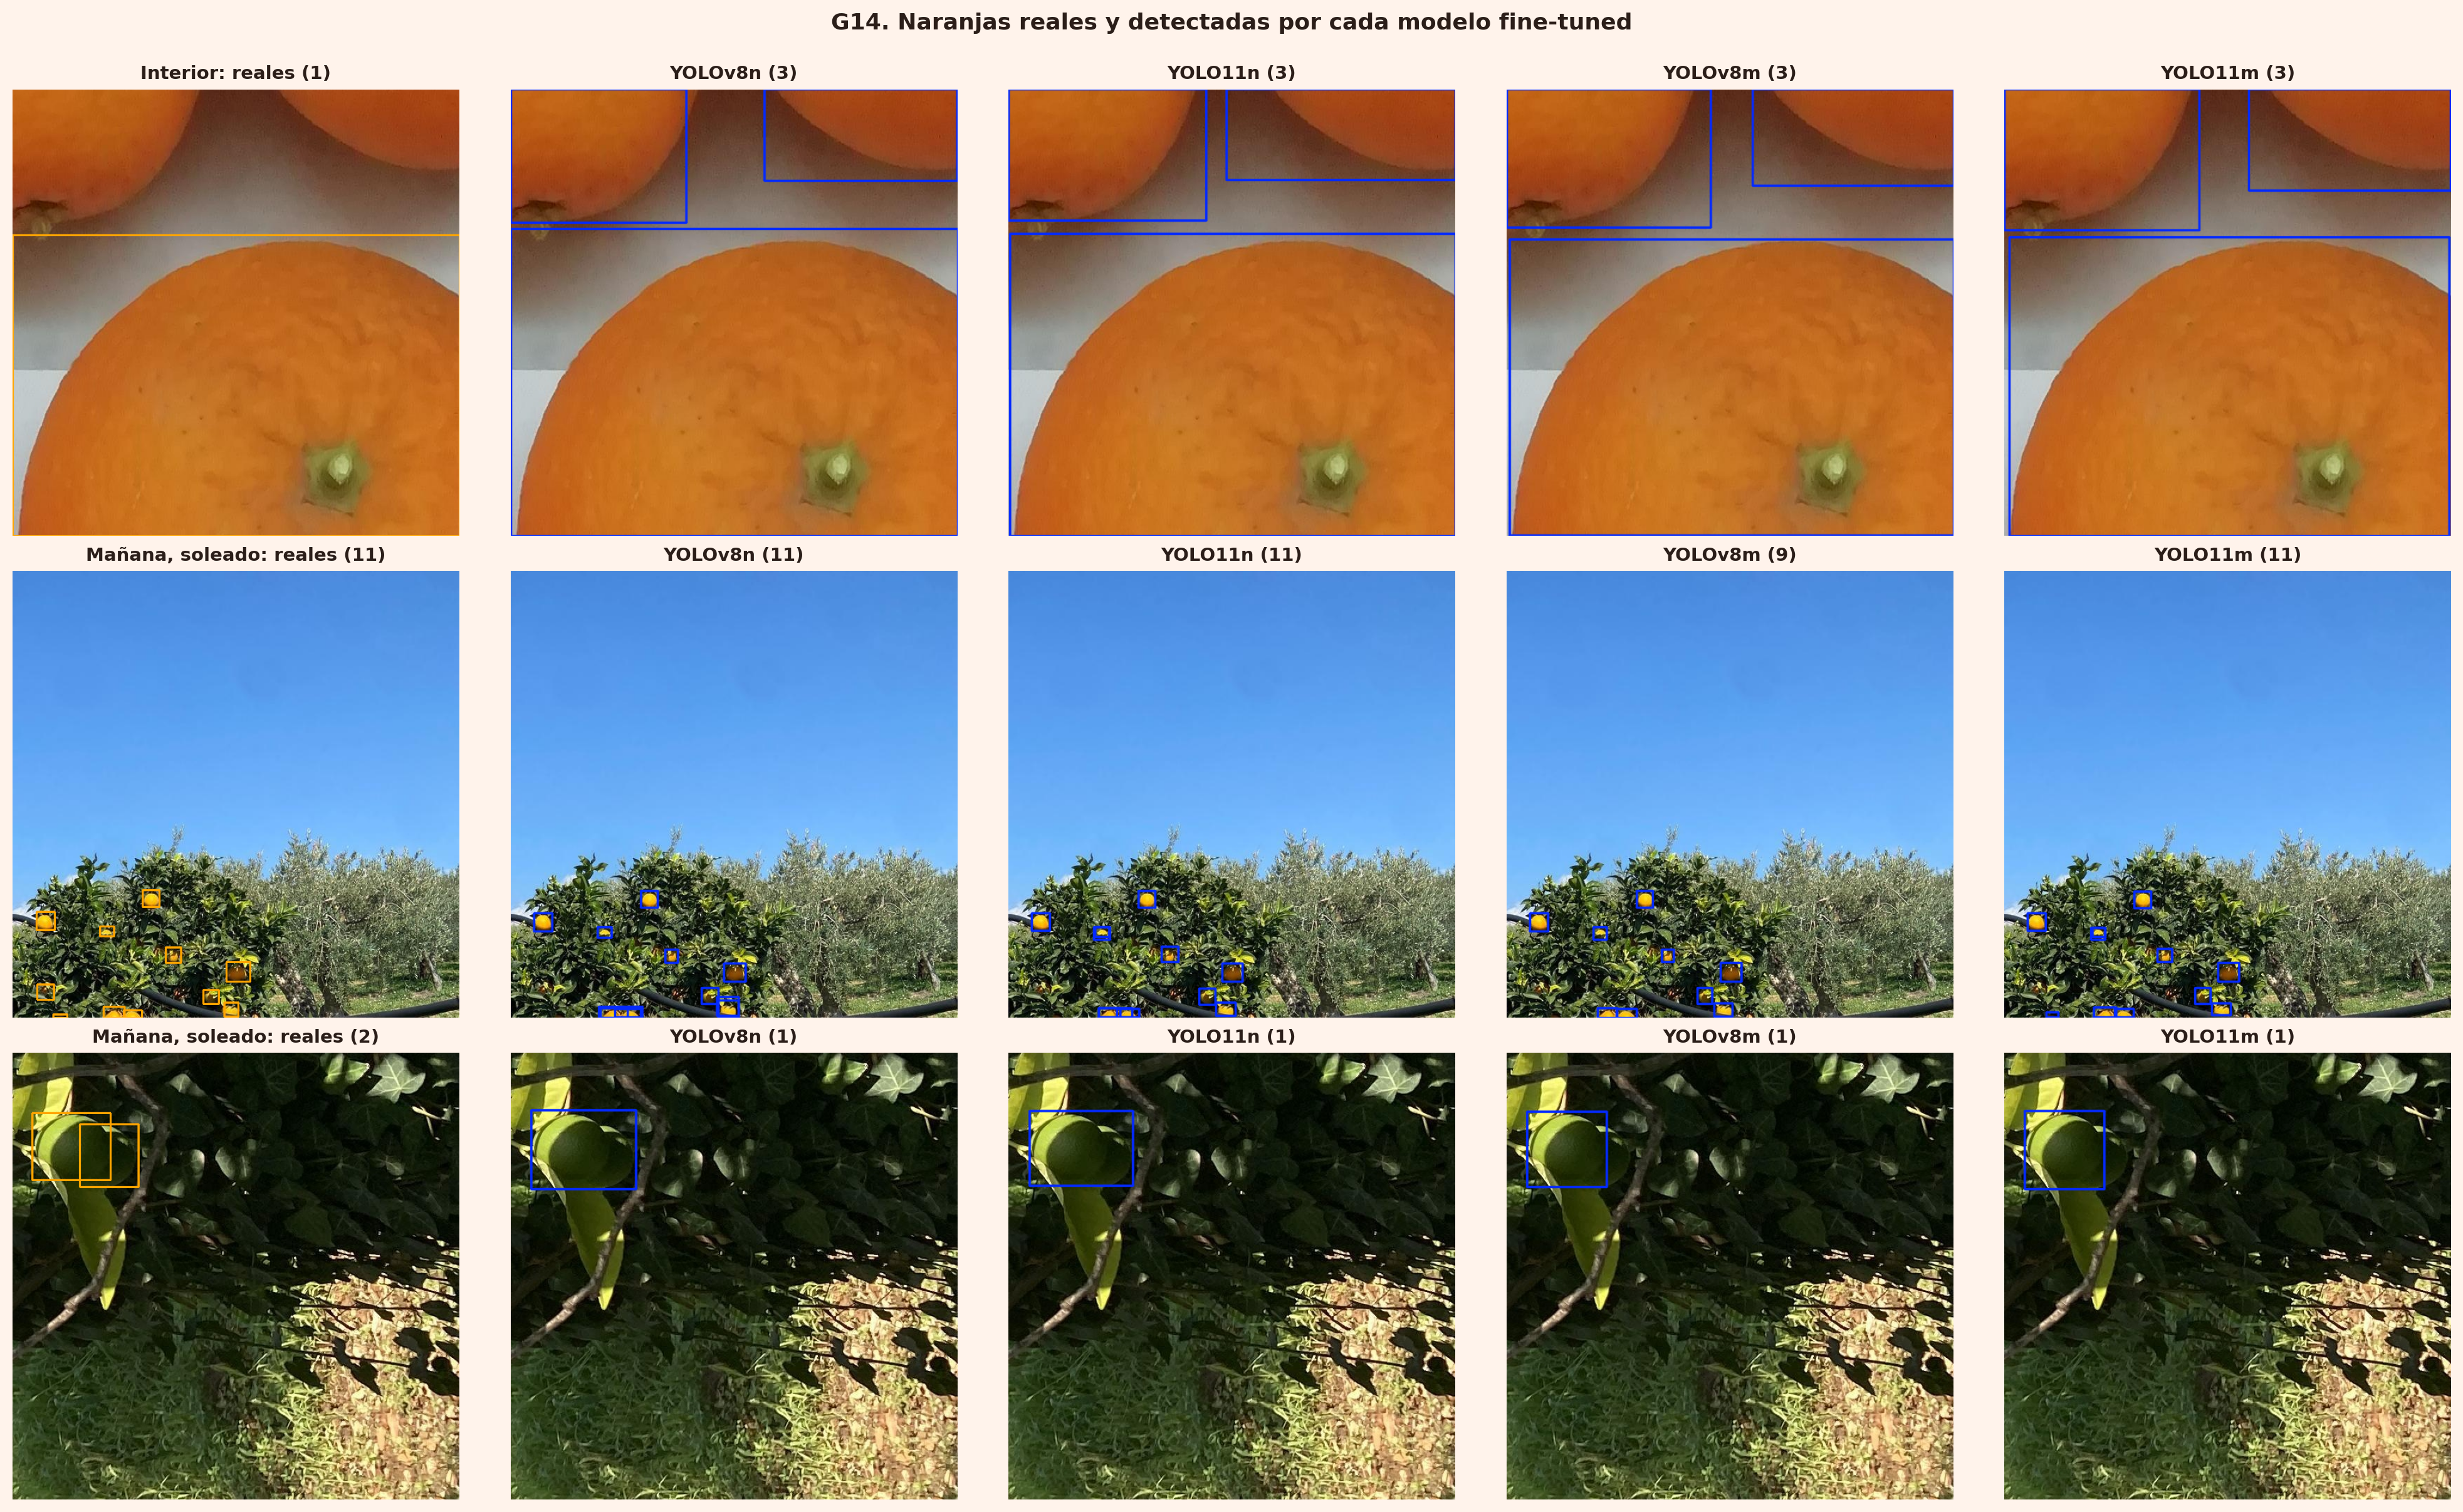 G14. Naranjas reales y detectadas por cada modelo fine-tuned
Interior: reales (1)
YOLOv8n (3)
YOLO11n (3)
YOLOv8m (3)
YOLO11m (3)
Mañana, soleado: reales (11)
YOLOv8n (11)
YOLO11n (11)
YOLOv8m (9)
YOLO11m (11)
Mañana, soleado: reales (2)
YOLOv8n (1)
YOLO11n (1)
YOLOv8m (1)
YOLO11m (1)